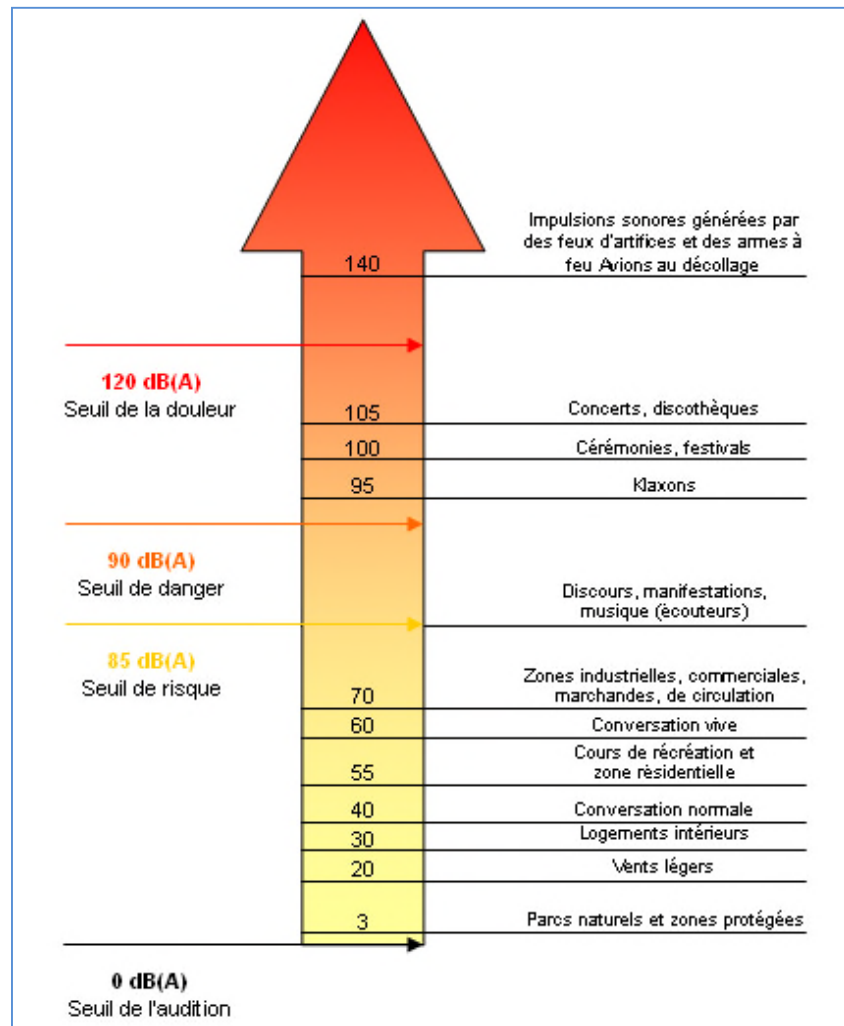 Impulsions sonores générées par
des feux d'artifices et des armes à
140 feu Avions au décollage
120 dB(A)
Seuil de la douleur
105 Concerts, discothèques
100 Cérémonies, festivals
95 Klaxons
90 dB(A)
Seuil de danger
Discours, manifestations,
musique (écouteurs)
85 dB(A)
Seuil de risque
Zones industrielles, commerciales,
70 marchandes, de circulation
60 Conversation vive
Cours de récréation et
55 zone résidentielle
40 Conversation normale
30 Logements intérieurs
20 Vents légers
3 Parcs naturels et zones protégées
0 dB(A)
Seuil de l'audition